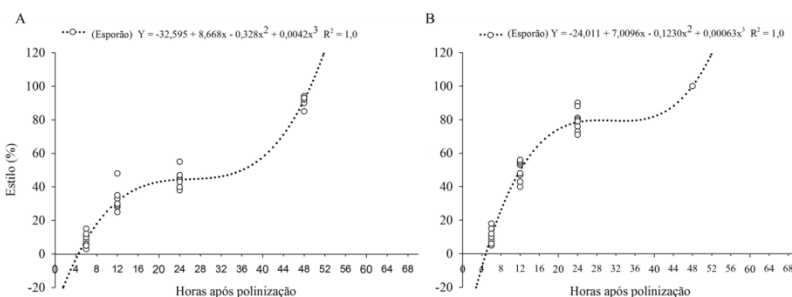 A
(Esporão) Y = -32,595 + 8,668x - 0,328x² + 0,0042x³ R² = 1,0
120
100
80
60
40
20
0
-20
Estilo (%)
0 4 8 12 16 20 24 28 32 36 40 44 48 52 56 60 64 68
Horas após polinização
B
(Esporão) Y = -24,011 + 7,0096x - 0,1230x² + 0,00063x³ R² = 1,0
120
100
80
60
40
20
0
-20
0 4 8 12 16 20 24 28 32 36 40 44 48 52 56 60 64 68
Horas após polinização